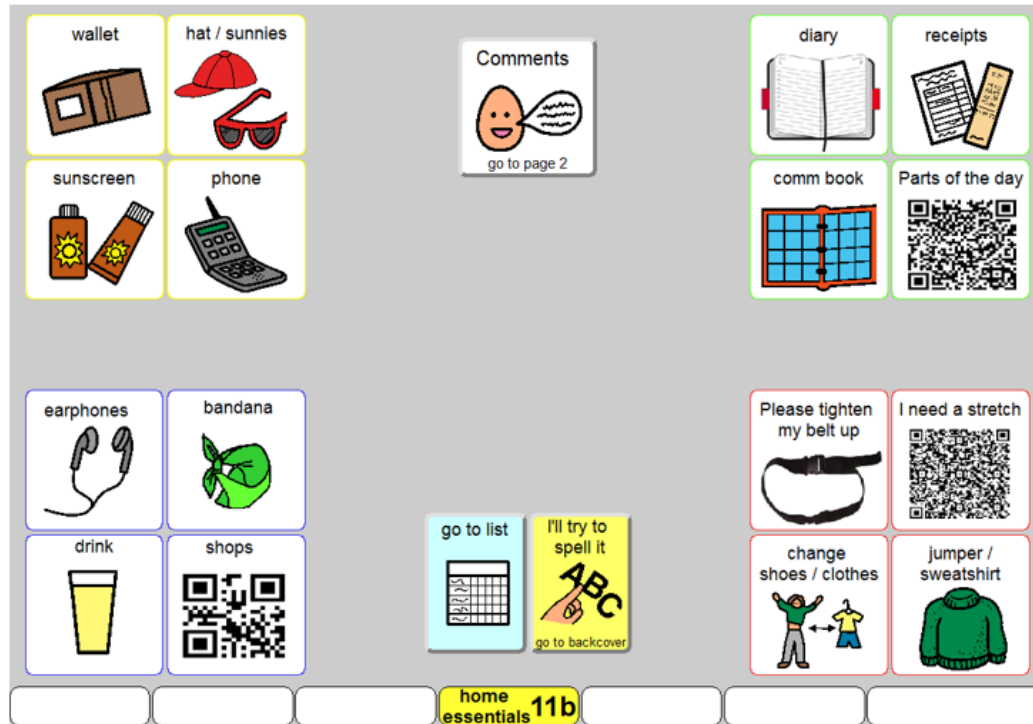 wallet
hat / sunnies
sunscreen
phone
Comments
go to page 2
diary
receipts
comm book
Parts of the day
earphones
bandana
drink
shops
go to list
I'll try to
spell it
ABC
go to backcover
Please tighten
my belt up
I need a stretch
change
shoes / clothes
jumper /
sweatshirt
home
essentials 11b